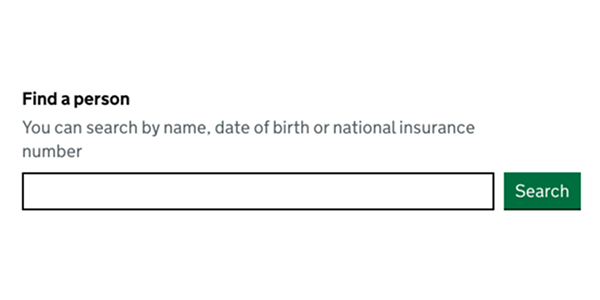 Find a person
You can search by name, date of birth or national insurance
number
Search